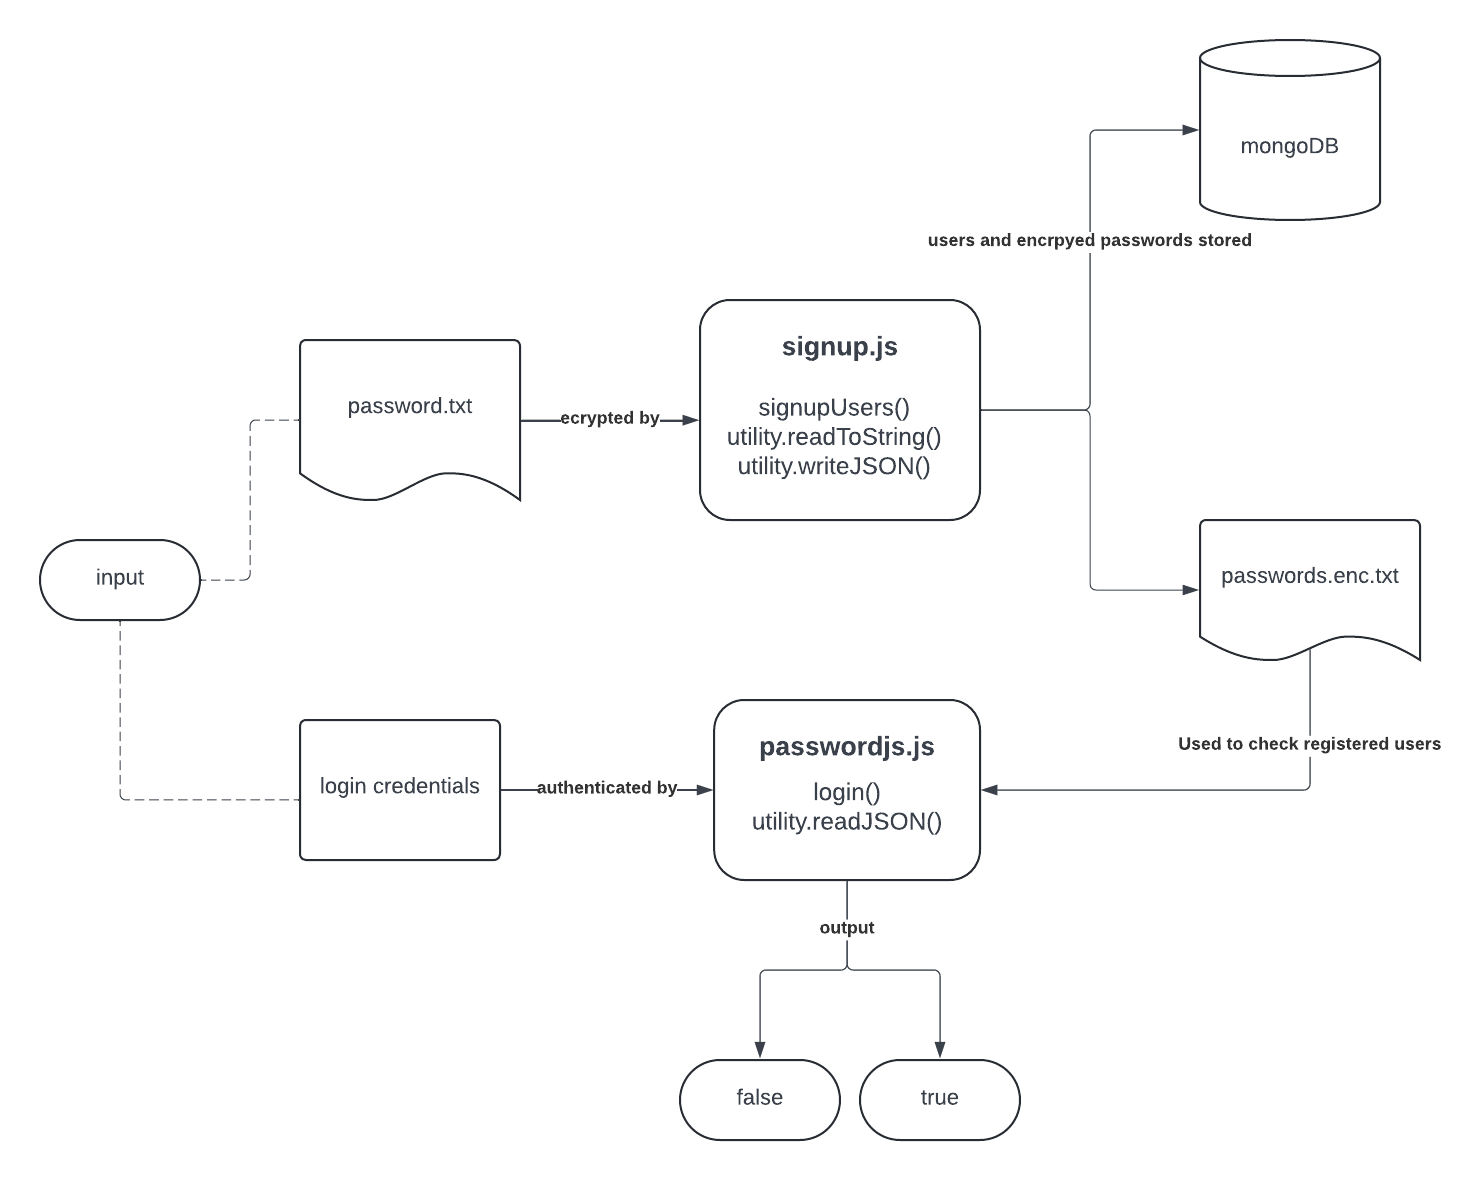 mongoDB
users and encrpyed passwords stored
signup.js
signupUsers()
utility.readToString()
utility.writeJSON()
password.txt
ecrypted by
input
passwords.enc.txt
login credentials
authenticated by
passwordjs.js
login()
utility.readJSON()
Used to check registered users
output
false
true